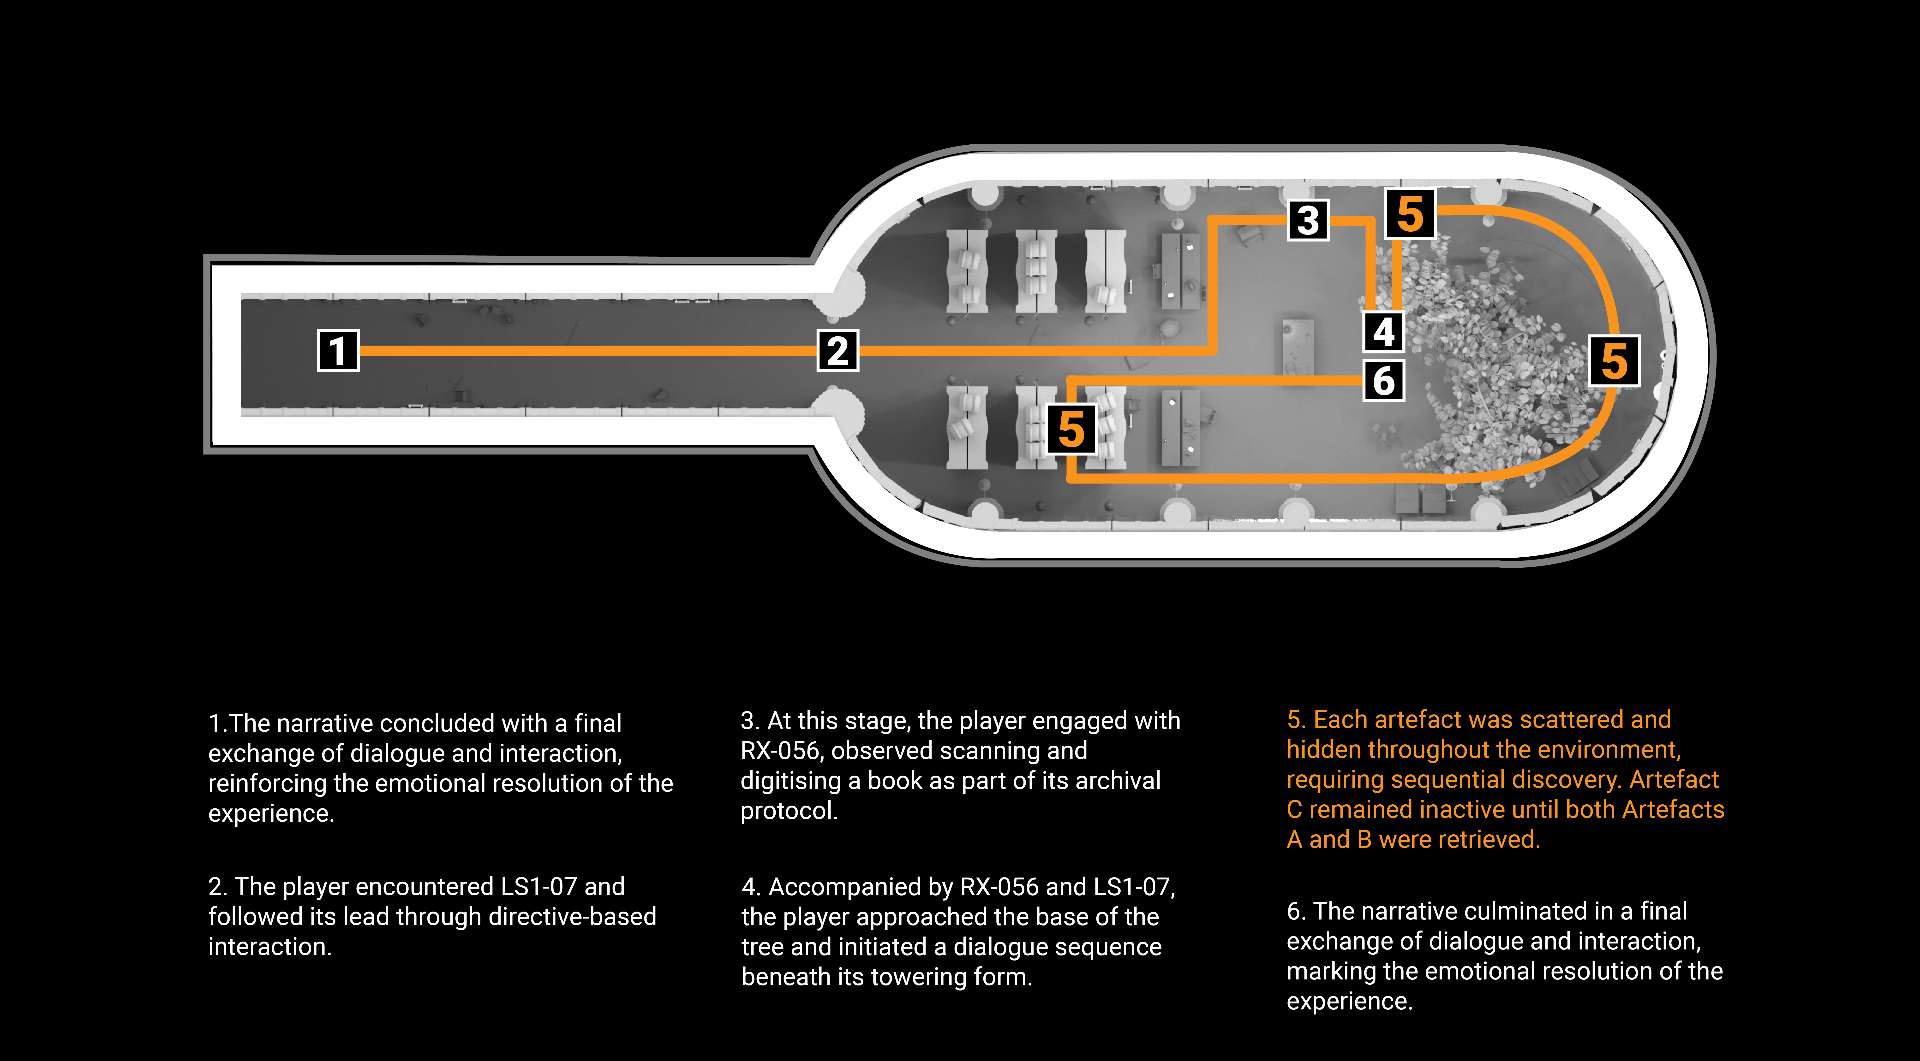 1
2
3
5
4
6
5
5
1.The narrative concluded with a final
exchange of dialogue and interaction,
reinforcing the emotional resolution of the
experience.
2. The player encountered LS1-07 and
followed its lead through directive-based
interaction.
3. At this stage, the player engaged with
RX-056, observed scanning and
digitising a book as part of its archival
protocol.
4. Accompanied by RX-056 and LS1-07,
the player approached the base of the
tree and initiated a dialogue sequence
beneath its towering form.
5. Each artefact was scattered and
hidden throughout the environment,
requiring sequential discovery. Artefact
C remained inactive until both Artefacts
A and B were retrieved.
6. The narrative culminated in a final
exchange of dialogue and interaction,
marking the emotional resolution of the
experience.